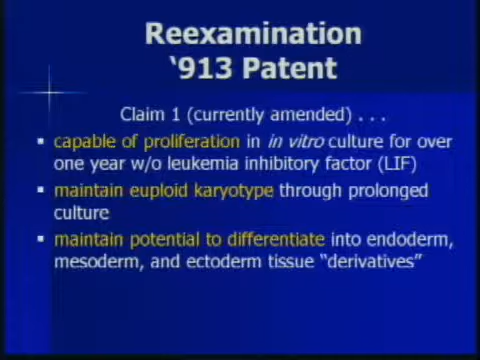 Reexamination
‘913 Patent
Claim 1 (currently amended) . . .
▪ capable of proliferation in in vitro culture for over
one year w/o leukemia inhibitory factor (LIF)
▪ maintain euploid karyotype through prolonged
culture
▪ maintain potential to differentiate into endoderm,
mesoderm, and ectoderm tissue “derivatives”